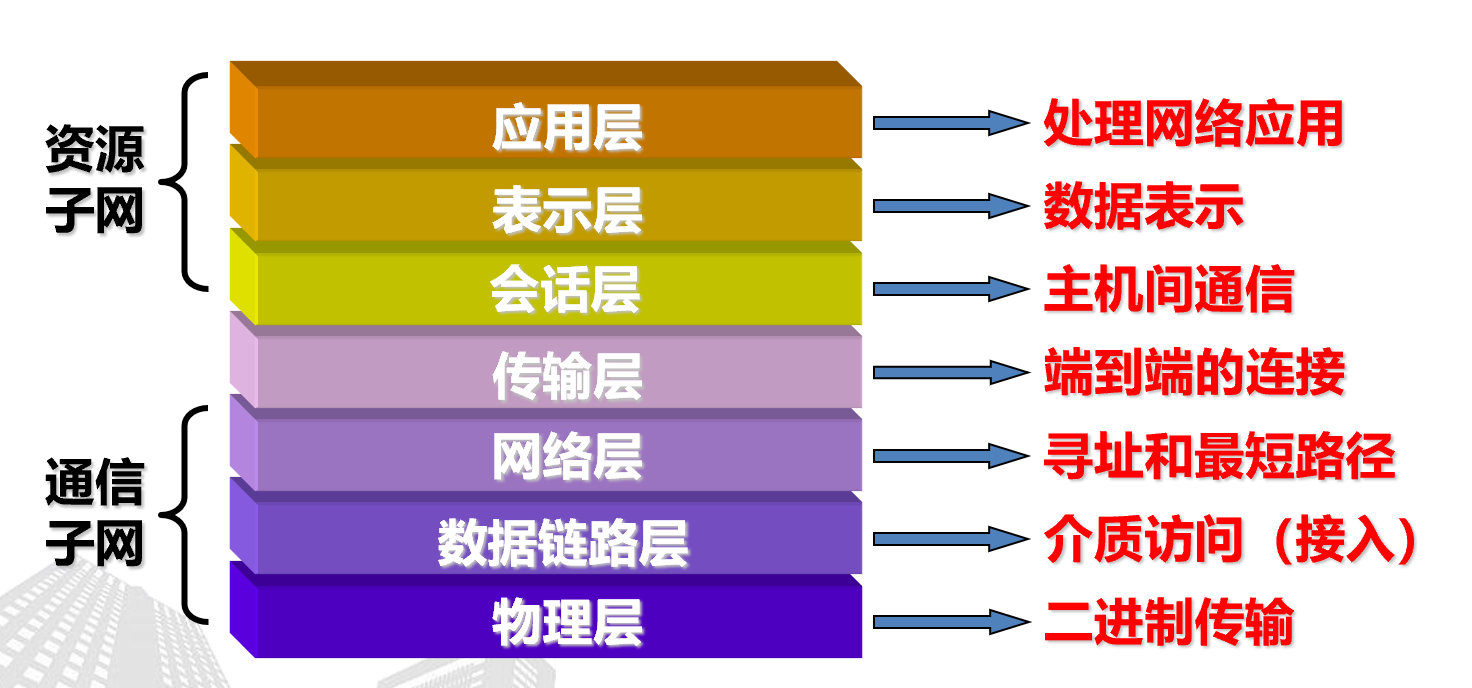 资源
子网
应用层
处理网络应用
表示层
数据表示
会话层
主机间通信
传输层
端到端的连接
通信
子网
网络层
寻址和最短路径
数据链路层
介质访问（接入）
物理层
二进制传输